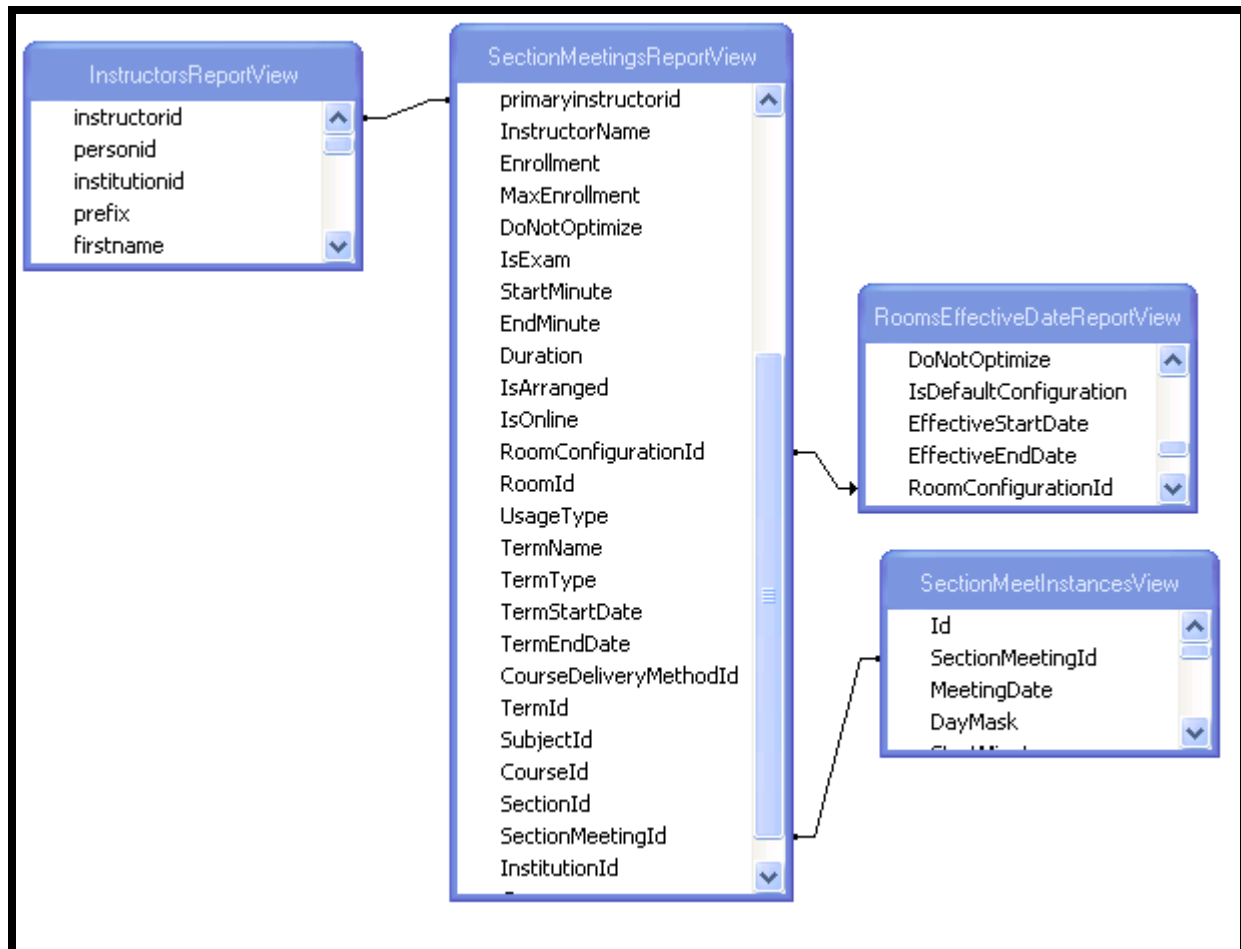 InstructorsReportView
instructorid
personid
institutionid
prefix
firstname
SectionMeetingsReportView
primaryinstructorid
InstructorName
Enrollment
MaxEnrollment
DoNotOptimize
IsExam
StartMinute
EndMinute
Duration
IsArranged
IsOnline
RoomConfigurationId
RoomId
UsageType
TermName
TermType
TermStartDate
TermEndDate
CourseDeliveryMethodId
TermId
SubjectId
CourseId
SectionId
SectionMeetingId
InstitutionId
RoomsEffectiveDateReportView
DoNotOptimize
IsDefaultConfiguration
EffectiveStartDate
EffectiveEndDate
RoomConfigurationId
SectionMeetInstancesView
Id
SectionMeetingId
MeetingDate
DayMask